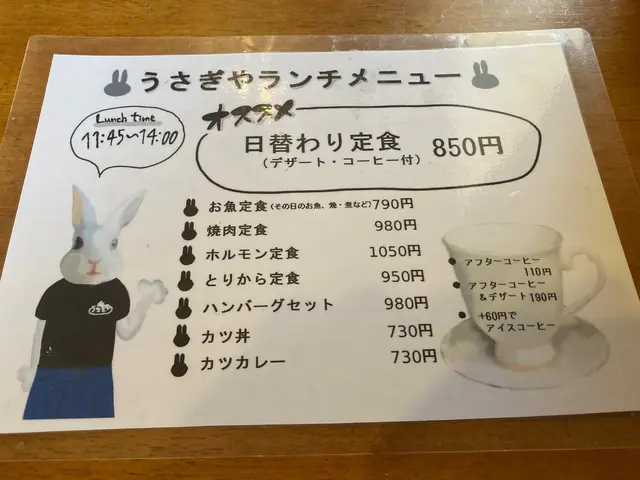 うさぎやランチメニュー
Lunch time
11:45〜14:00
オススメ
日替わり定食 850円
(デザート・コーヒー付)
お魚定食(その日のお魚、焼・煮など)790円
焼肉定食 980円
ホルモン定食 1050円
とりから定食 950円
ハンバーグセット 980円
カツ丼 730円
カツカレー 730円
アフターコーヒー
110円
アフターコーヒー
&デザート 190円
+60円で
アイスコーヒー
うさぎや